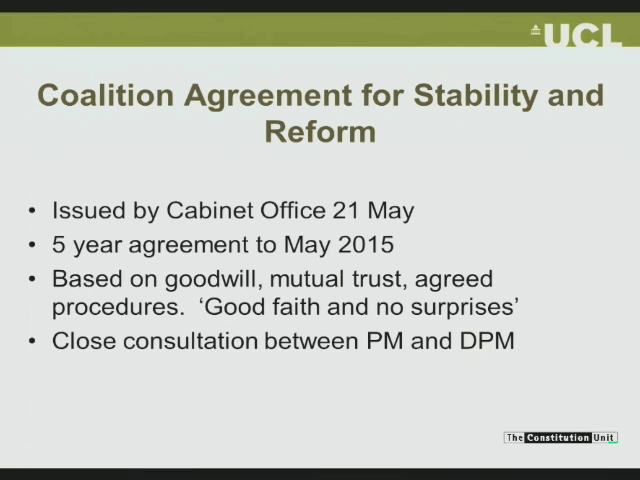 UCL
Coalition Agreement for Stability and
Reform
• Issued by Cabinet Office 21 May
• 5 year agreement to May 2015
• Based on goodwill, mutual trust, agreed
procedures.  ‘Good faith and no surprises’
• Close consultation between PM and DPM
The Constitution Unit